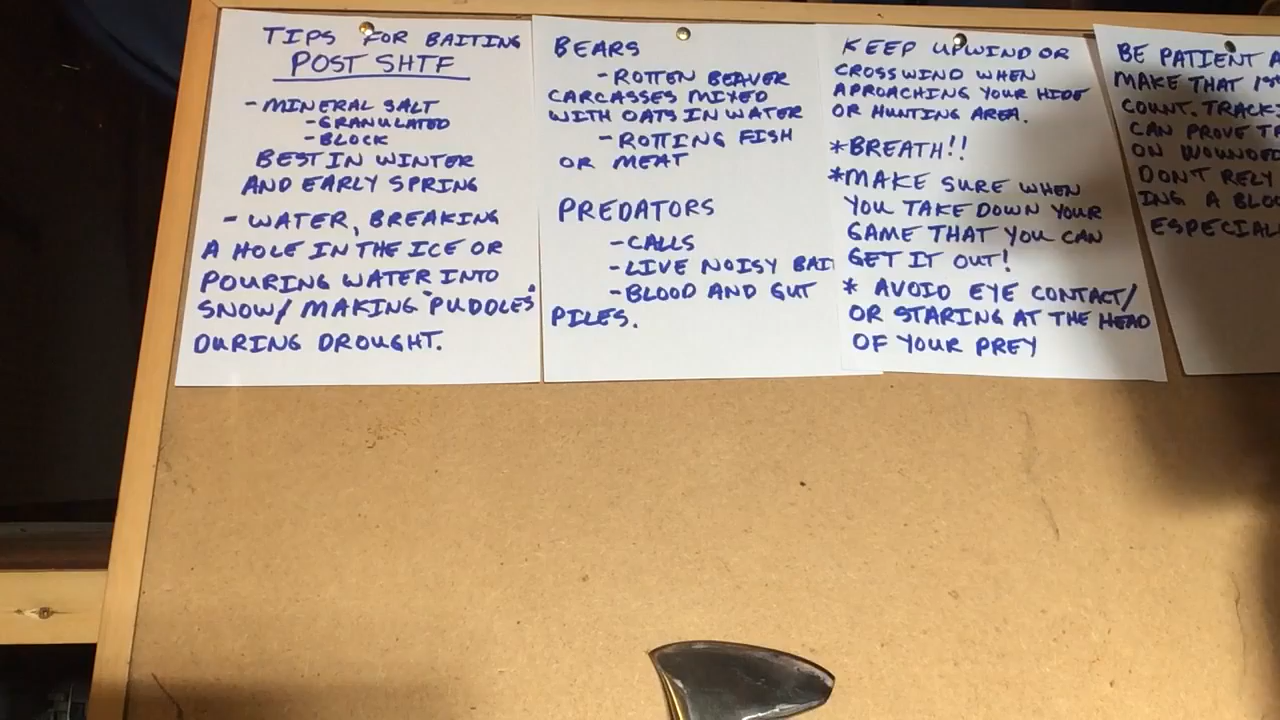 TIPS FOR BAITING
POST SHTF
- MINERAL SALT
- GRANULATED
- BLOCK
BEST IN WINTER
AND EARLY SPRING
- WATER, BREAKING
A HOLE IN THE ICE OR
POURING WATER INTO
SNOW/ MAKING "PUDDLES"
DURING DROUGHT.
BEARS
- ROTTEN BEAVER
CARCASSES MIXED
WITH OATS IN WATER
- ROTTING FISH
OR MEAT
PREDATORS
- CALLS
- LIVE NOISY BAI
- BLOOD AND GUT
PILES.
KEEP UPWIND OR
CROSSWIND WHEN
APROACHING YOUR HIDE
OR HUNTING AREA.
* BREATH!!
* MAKE SURE WHEN
YOU TAKE DOWN YOUR
GAME THAT YOU CAN
GET IT OUT!
* AVOID EYE CONTACT/
OR STARING AT THE HEAD
OF YOUR PREY
BE PATIENT A
MAKE THAT 1S
COUNT. TRACK
CAN PROVE T
ON WOUNDE
DON'T RELY
ING A BLO
ESPECIAL